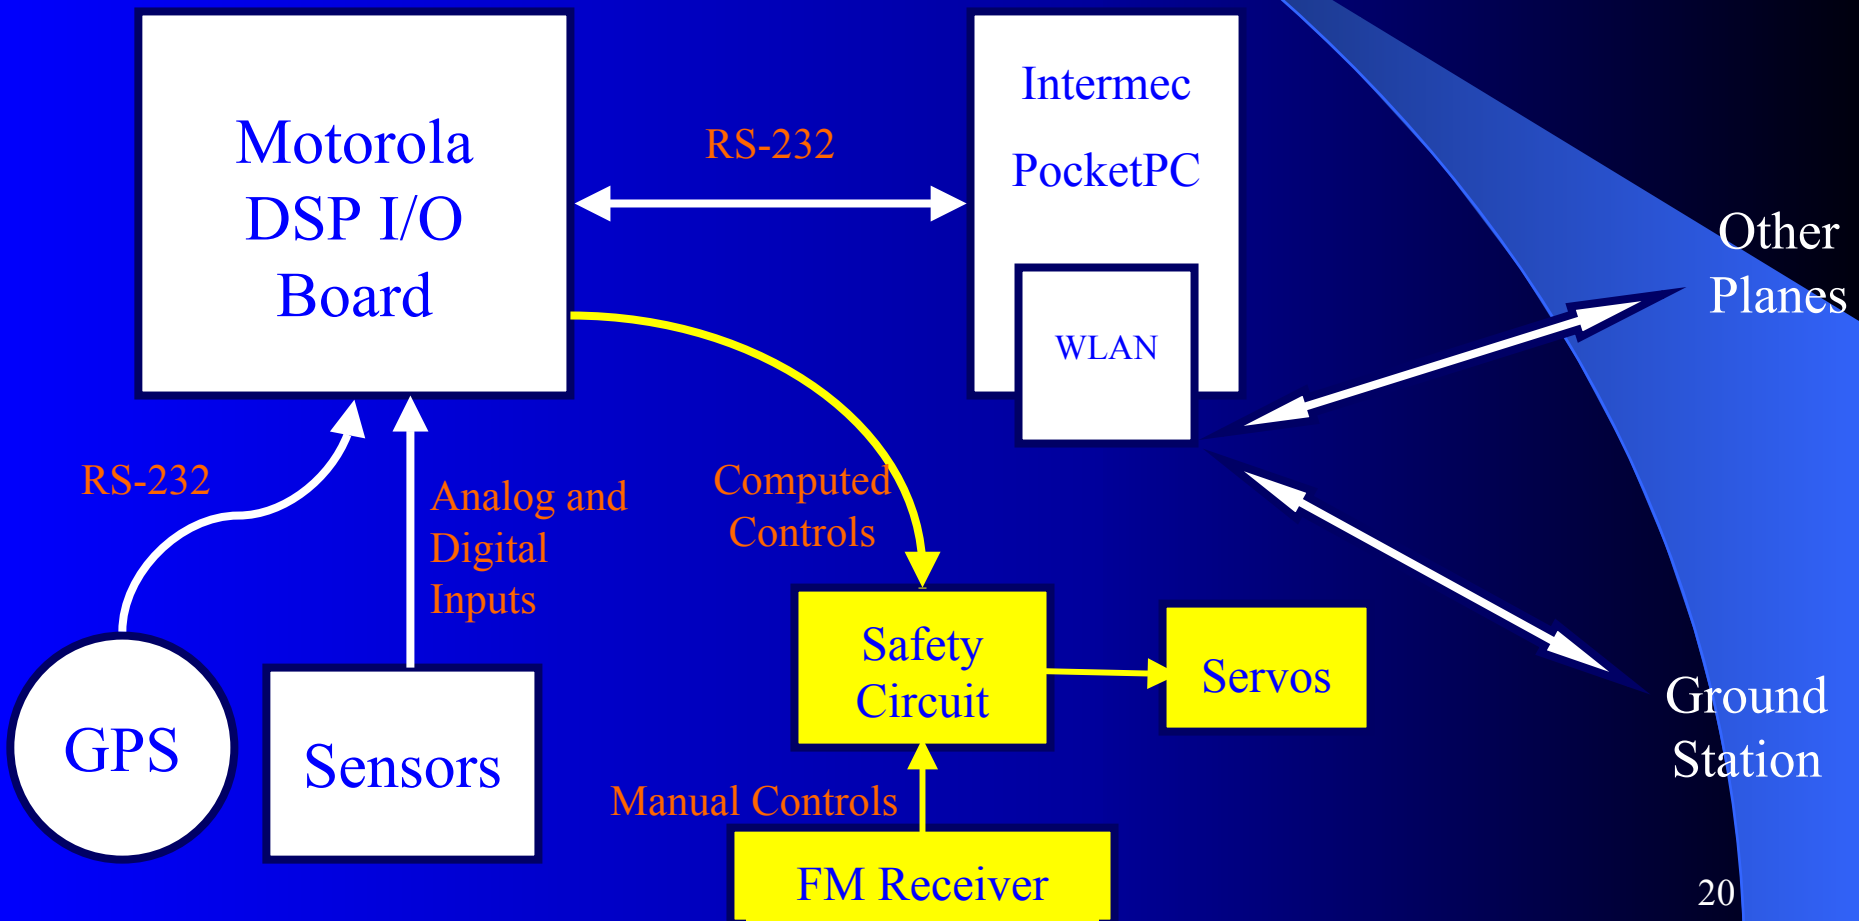 Motorola
DSP I/O
Board
RS-232
Intermec
PocketPC
WLAN
Other
Planes
RS-232
Analog and
Digital
Inputs
Computed
Controls
Safety
Circuit
Servos
Ground
Station
GPS
Sensors
Manual Controls
FM Receiver
20